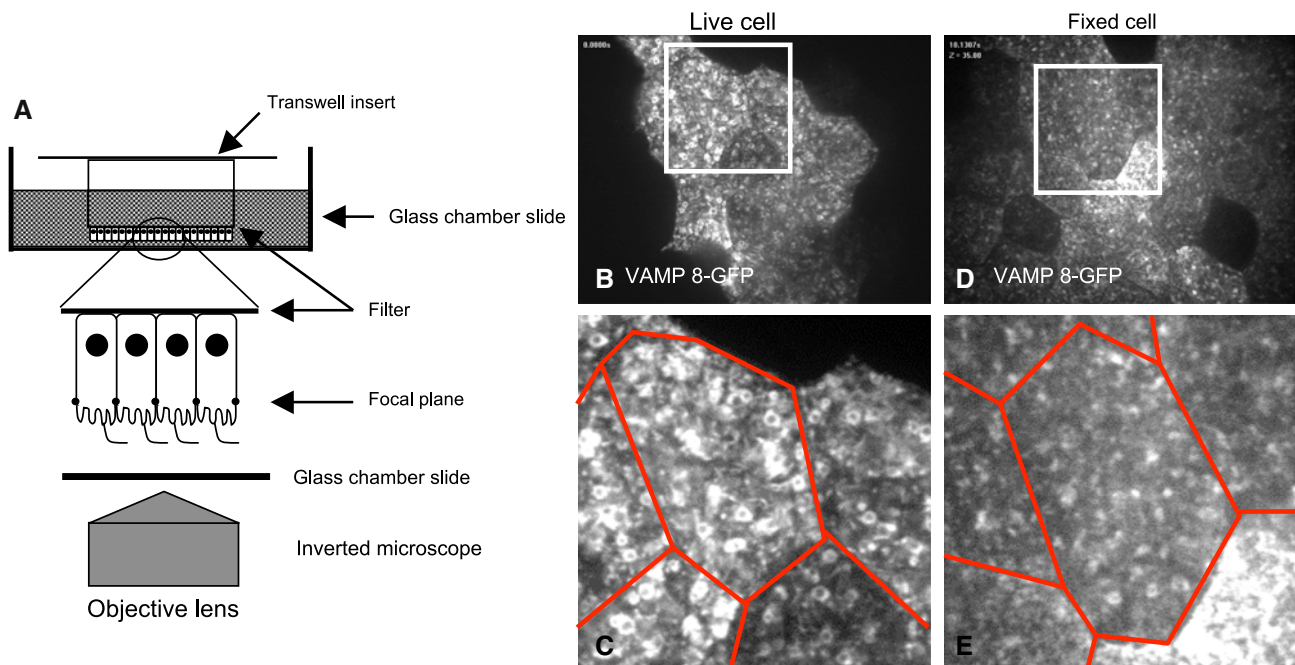 Live cell
Fixed cell
A
Transwell insert
Glass chamber slide
Filter
Focal plane
Glass chamber slide
Inverted microscope
Objective lens
0.0000s
B VAMP 8-GFP
18.1307s
Z = 35.00
D VAMP 8-GFP
C
E